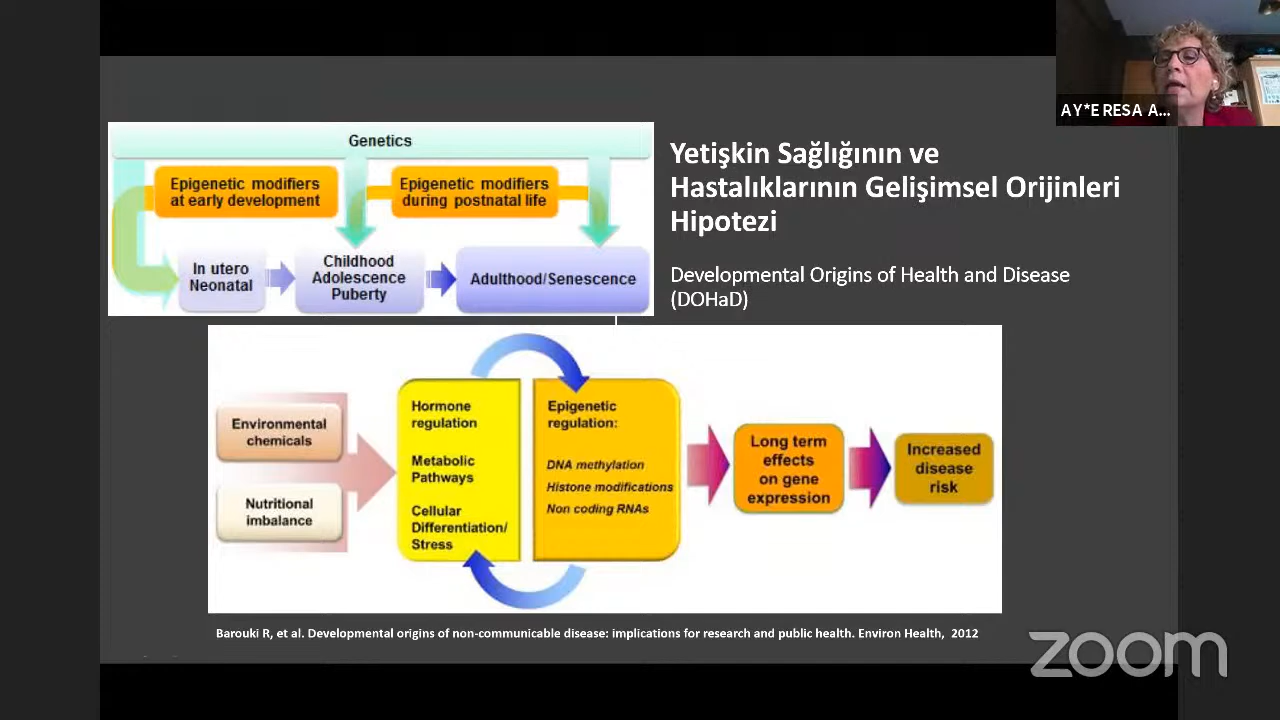 AY*E RESA A...
Genetics
Epigenetic modifiers
at early development
Epigenetic modifiers
during postnatal life
In utero
Neonatal
Childhood
Adolescence
Puberty
Adulthood/Senescence
Yetişkin Sağlığının ve
Hastalıklarının Gelişimsel Orijinleri
Hipotezi
Developmental Origins of Health and Disease
(DOHaD)
Environmental
chemicals
Nutritional
imbalance
Hormone
regulation
Metabolic
Pathways
Cellular
Differentiation/
Stress
Epigenetic
regulation:
DNA methylation
Histone modifications
Non coding RNAs
Long term
effects
on gene
expression
Increased
disease
risk
Barouki R, et al. Developmental origins of non-communicable disease: implications for research and public health. Environ Health, 2012
zoom